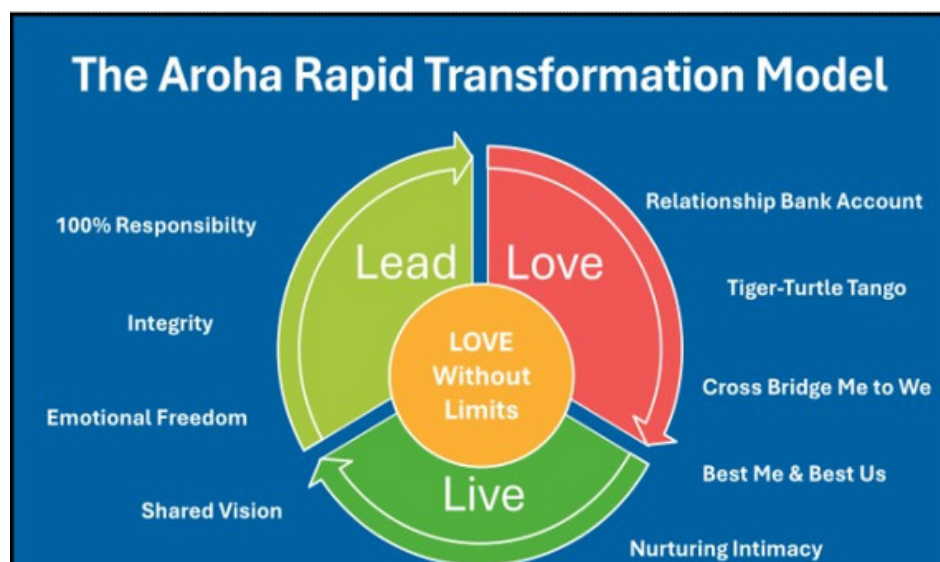 The Aroha Rapid Transformation Model
Relationship Bank Account
100% Responsibilty
Lead
Love
Tiger-Turtle Tango
Integrity
LOVE
Without
Limits
Cross Bridge Me to We
Emotional Freedom
Best Me & Best Us
Live
Shared Vision
Nurturing Intimacy